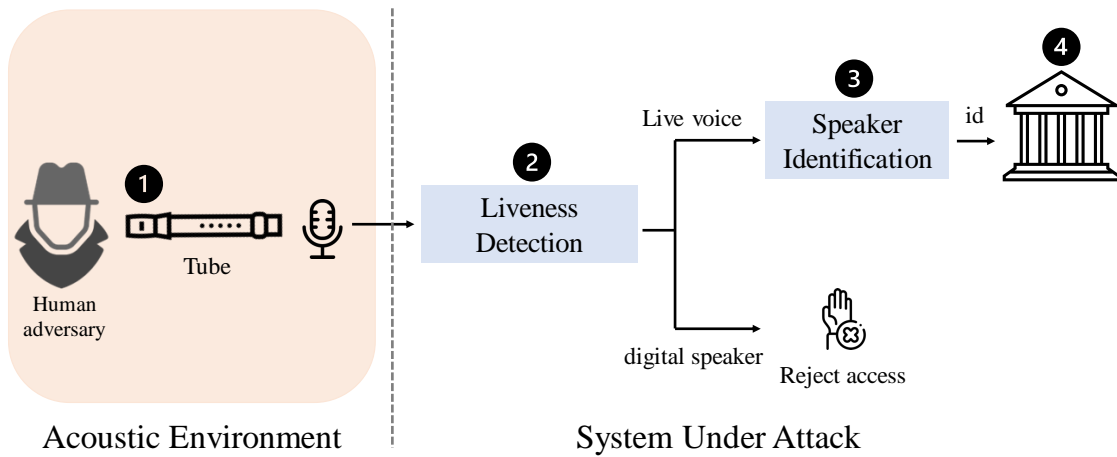 4
3
Live voice
Speaker
Identification
id
2
1
Liveness
Detection
Tube
Human
adversary
digital speaker
Reject access
Acoustic Environment
System Under Attack